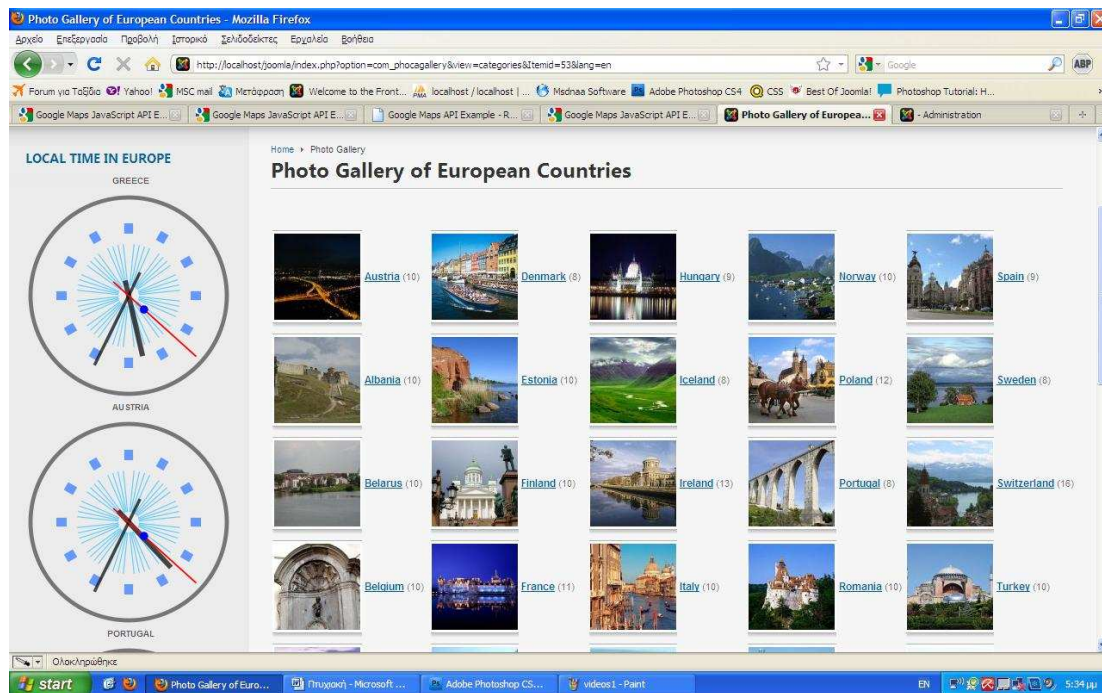 Photo Gallery of European Countries - Mozilla Firefox
Αρχείο Επεξεργασία Προβολή Ιστορικό Σελιδοδείκτες Εργαλεία Βοήθεια
http://localhost/joomla/index.php?option=com_phocagallery&view=categories&Itemid=53&lang=en
Google
ABP
Forum για Ταξίδια Yahoo! MSC mail Μετάφραση Welcome to the Front... localhost / localhost | ... Msdnaa Software Adobe Photoshop CS4 CSS Best Of Joomla! Photoshop Tutorial: H...
Google Maps JavaScript API E... Google Maps JavaScript API E... Google Maps API Example - R... Google Maps JavaScript API E... Photo Gallery of Europea... - Administration
LOCAL TIME IN EUROPE
GREECE
AUSTRIA
PORTUGAL
Home Photo Gallery
Photo Gallery of European Countries
Austria (10) Denmark (8) Hungary (9) Norway (10) Spain (9)
Albania (10) Estonia (10) Iceland (8) Poland (12) Sweden (8)
Belarus (10) Finland (10) Ireland (13) Portugal (8) Switzerland (16)
Belgium (10) France (11) Italy (10) Romania (10) Turkey (10)
Ολοκληρώθηκε
start Photo Gallery of Euro... Πτυχιακή - Microsoft ... Adobe Photoshop CS... videos1 - Paint EN 5:34 μμ